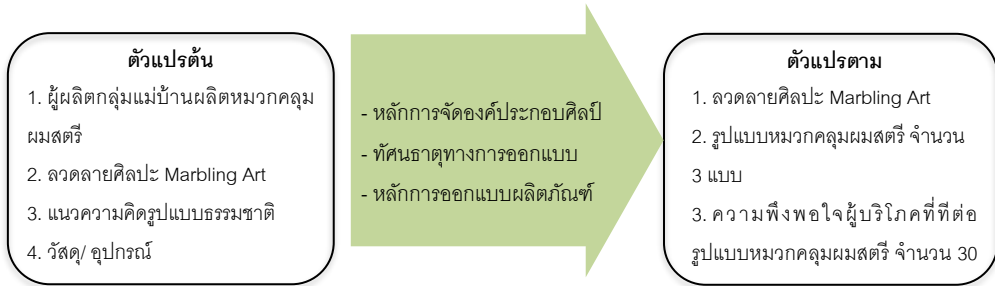 ตัวแปรต้น
1. ผู้ผลิตกลุ่มแม่บ้านผลิตหมวกคลุม
ผมสตรี
2. ลวดลายศิลปะ Marbling Art
3. แนวความคิดรูปแบบธรรมชาติ
4. วัสดุ/ อุปกรณ์
- หลักการจัดองค์ประกอบศิลป์
- ทัศนธาตุทางการออกแบบ
- หลักการออกแบบผลิตภัณฑ์
ตัวแปรตาม
1. ลวดลายศิลปะ Marbling Art
2. รูปแบบหมวกคลุมผมสตรี จำนวน
3 แบบ
3. ความพึงพอใจผู้บริโภคที่ที่ต่อ
รูปแบบหมวกคลุมผมสตรี จำนวน 30